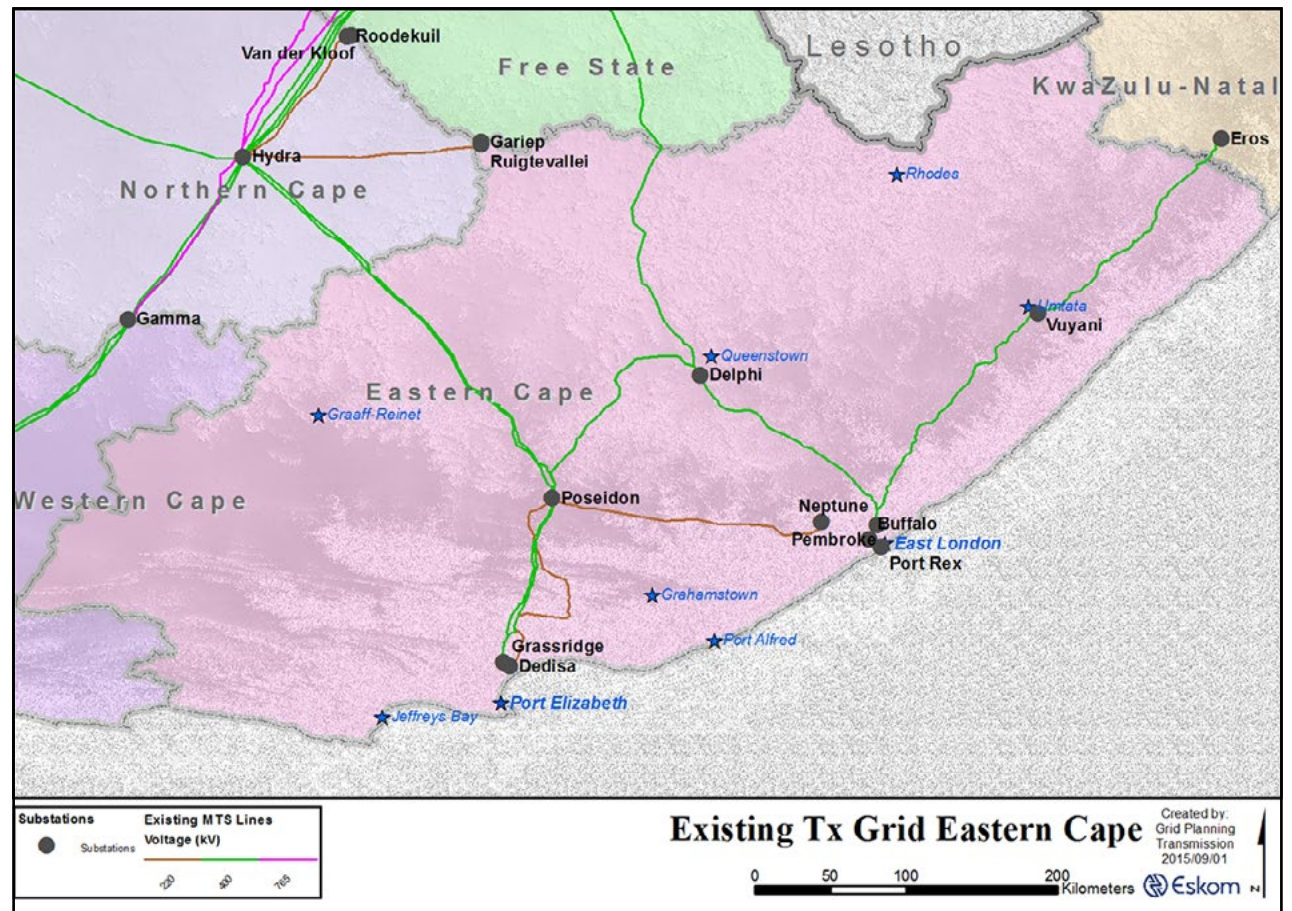 Roodekuil
Van der Kloof
Lesotho
Free State
KwaZulu-Natal
Gariep
Ruigtevallei
Eros
Hydra
Rhodes
Northern Cape
Umtata
Vuyani
Gamma
Queenstown
Delphi
Eastern Cape
Graaff-Reinet
Western Cape
Poseidon
Neptune
Buffalo
Pembroke
East London
Port Rex
Grahamstown
Port Alfred
Grassridge
Dedisa
Port Elizabeth
Jeffreys Bay
Substations
Substations
Existing MTS Lines
Voltage (kV)
220
400
765
Existing Tx Grid Eastern Cape
0 50 100 200
Kilometers
Created by:
Grid Planning
Transmission
2015/09/01
Eskom
N